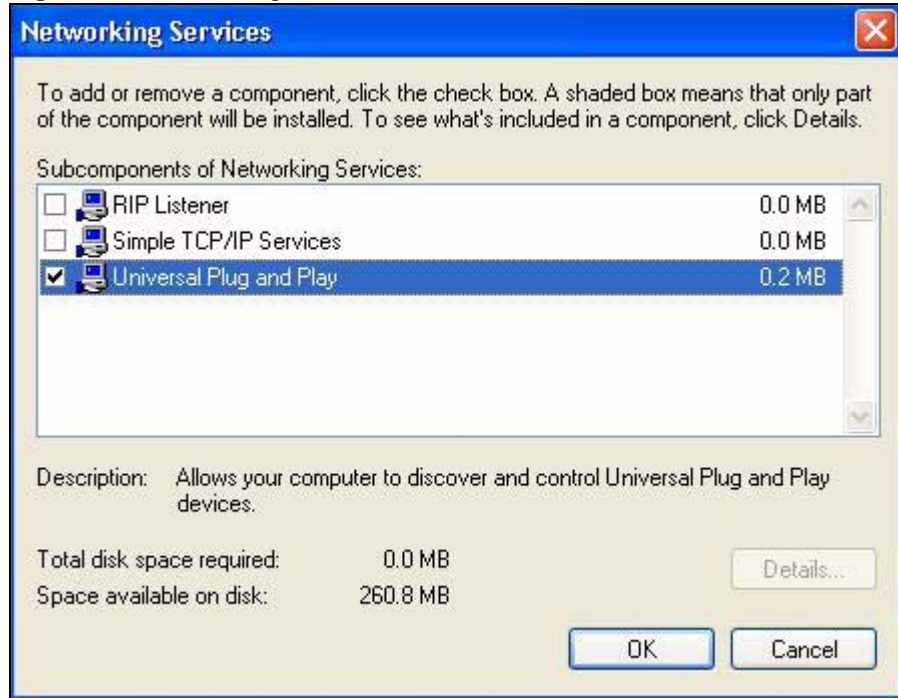 Networking Services
To add or remove a component, click the check box. A shaded box means that only part
of the component will be installed. To see what's included in a component, click Details.
Subcomponents of Networking Services:
RIP Listener 0.0 MB
Simple TCP/IP Services 0.0 MB
Universal Plug and Play 0.2 MB
Description: Allows your computer to discover and control Universal Plug and Play
devices.
Total disk space required: 0.0 MB
Details...
Space available on disk: 260.8 MB
OK Cancel